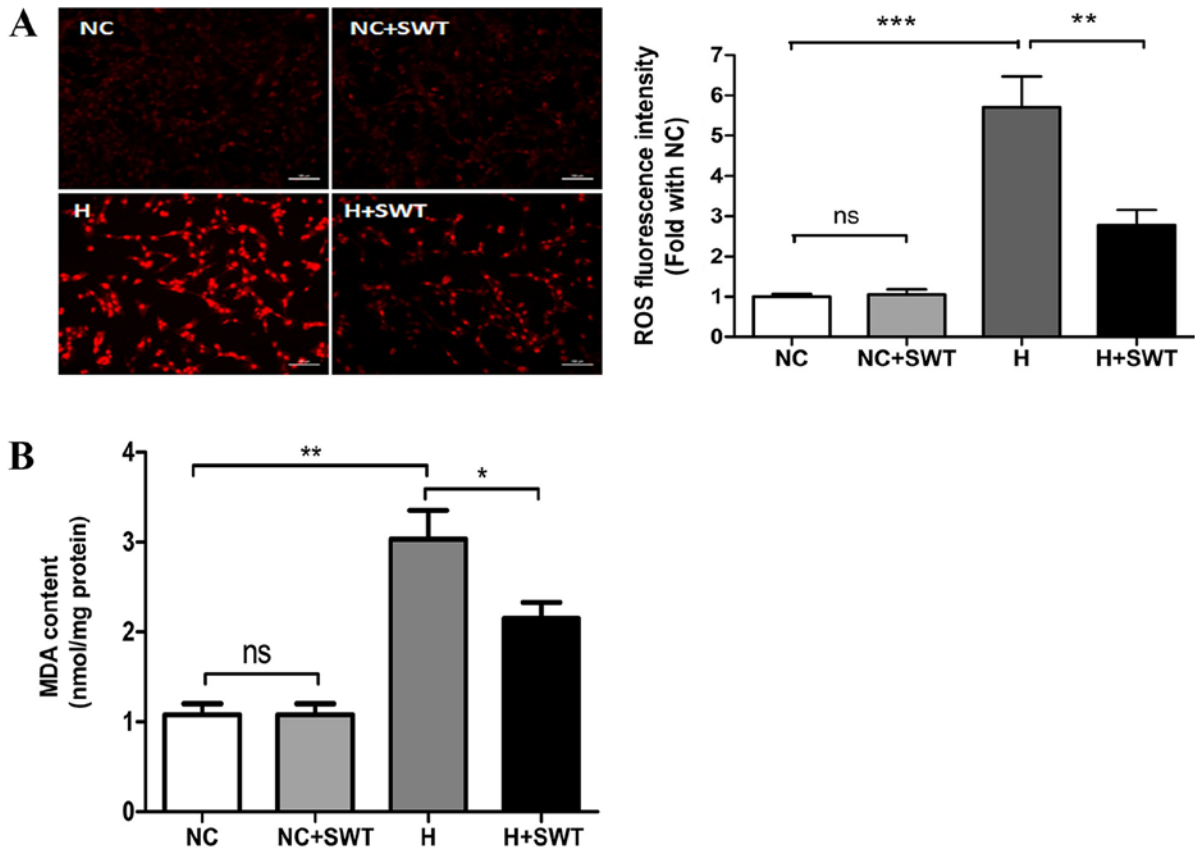 A
NC
NC+SWT
H
H+SWT
ROS fluorescence intensity
(Fold with NC)
7
6
5
4
3
2
1
0
***
**
ns
NC
NC+SWT
H
H+SWT
B
MDA content
(nmol/mg protein)
4
3
2
1
0
**
*
ns
NC
NC+SWT
H
H+SWT